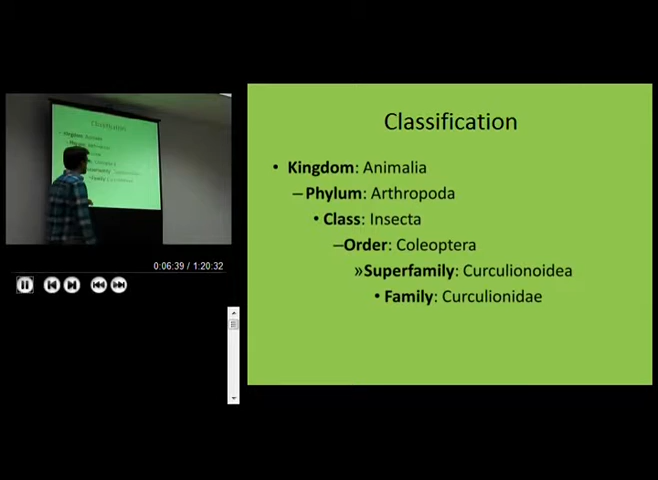 Classification
• Kingdom: Animalia
–Phylum: Arthropoda
• Class: Insecta
–Order: Coleoptera
»Superfamily: Curculionoidea
• Family: Curculionidae
0:06:39 / 1:20:32